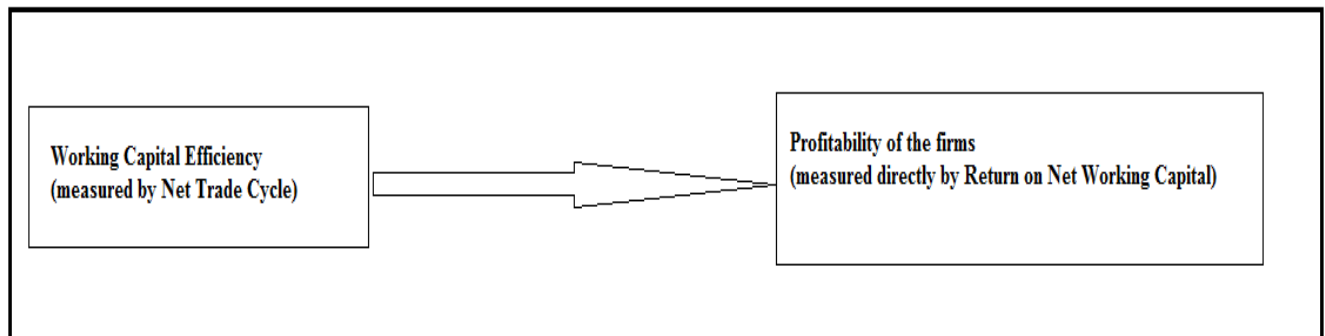 Working Capital Efficiency
(measured by Net Trade Cycle)
Profitability of the firms
(measured directly by Return on Net Working Capital)